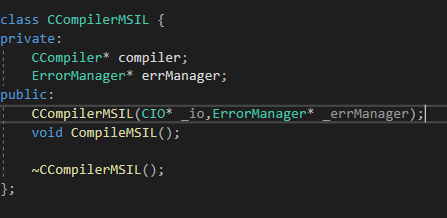 class CCompilerMSIL {
private:
    CCompiler* compiler;
    ErrorManager* errManager;
public:
    CCompilerMSIL(CIO* _io,ErrorManager* _errManager);
    void CompileMSIL();

    ~CCompilerMSIL();
};